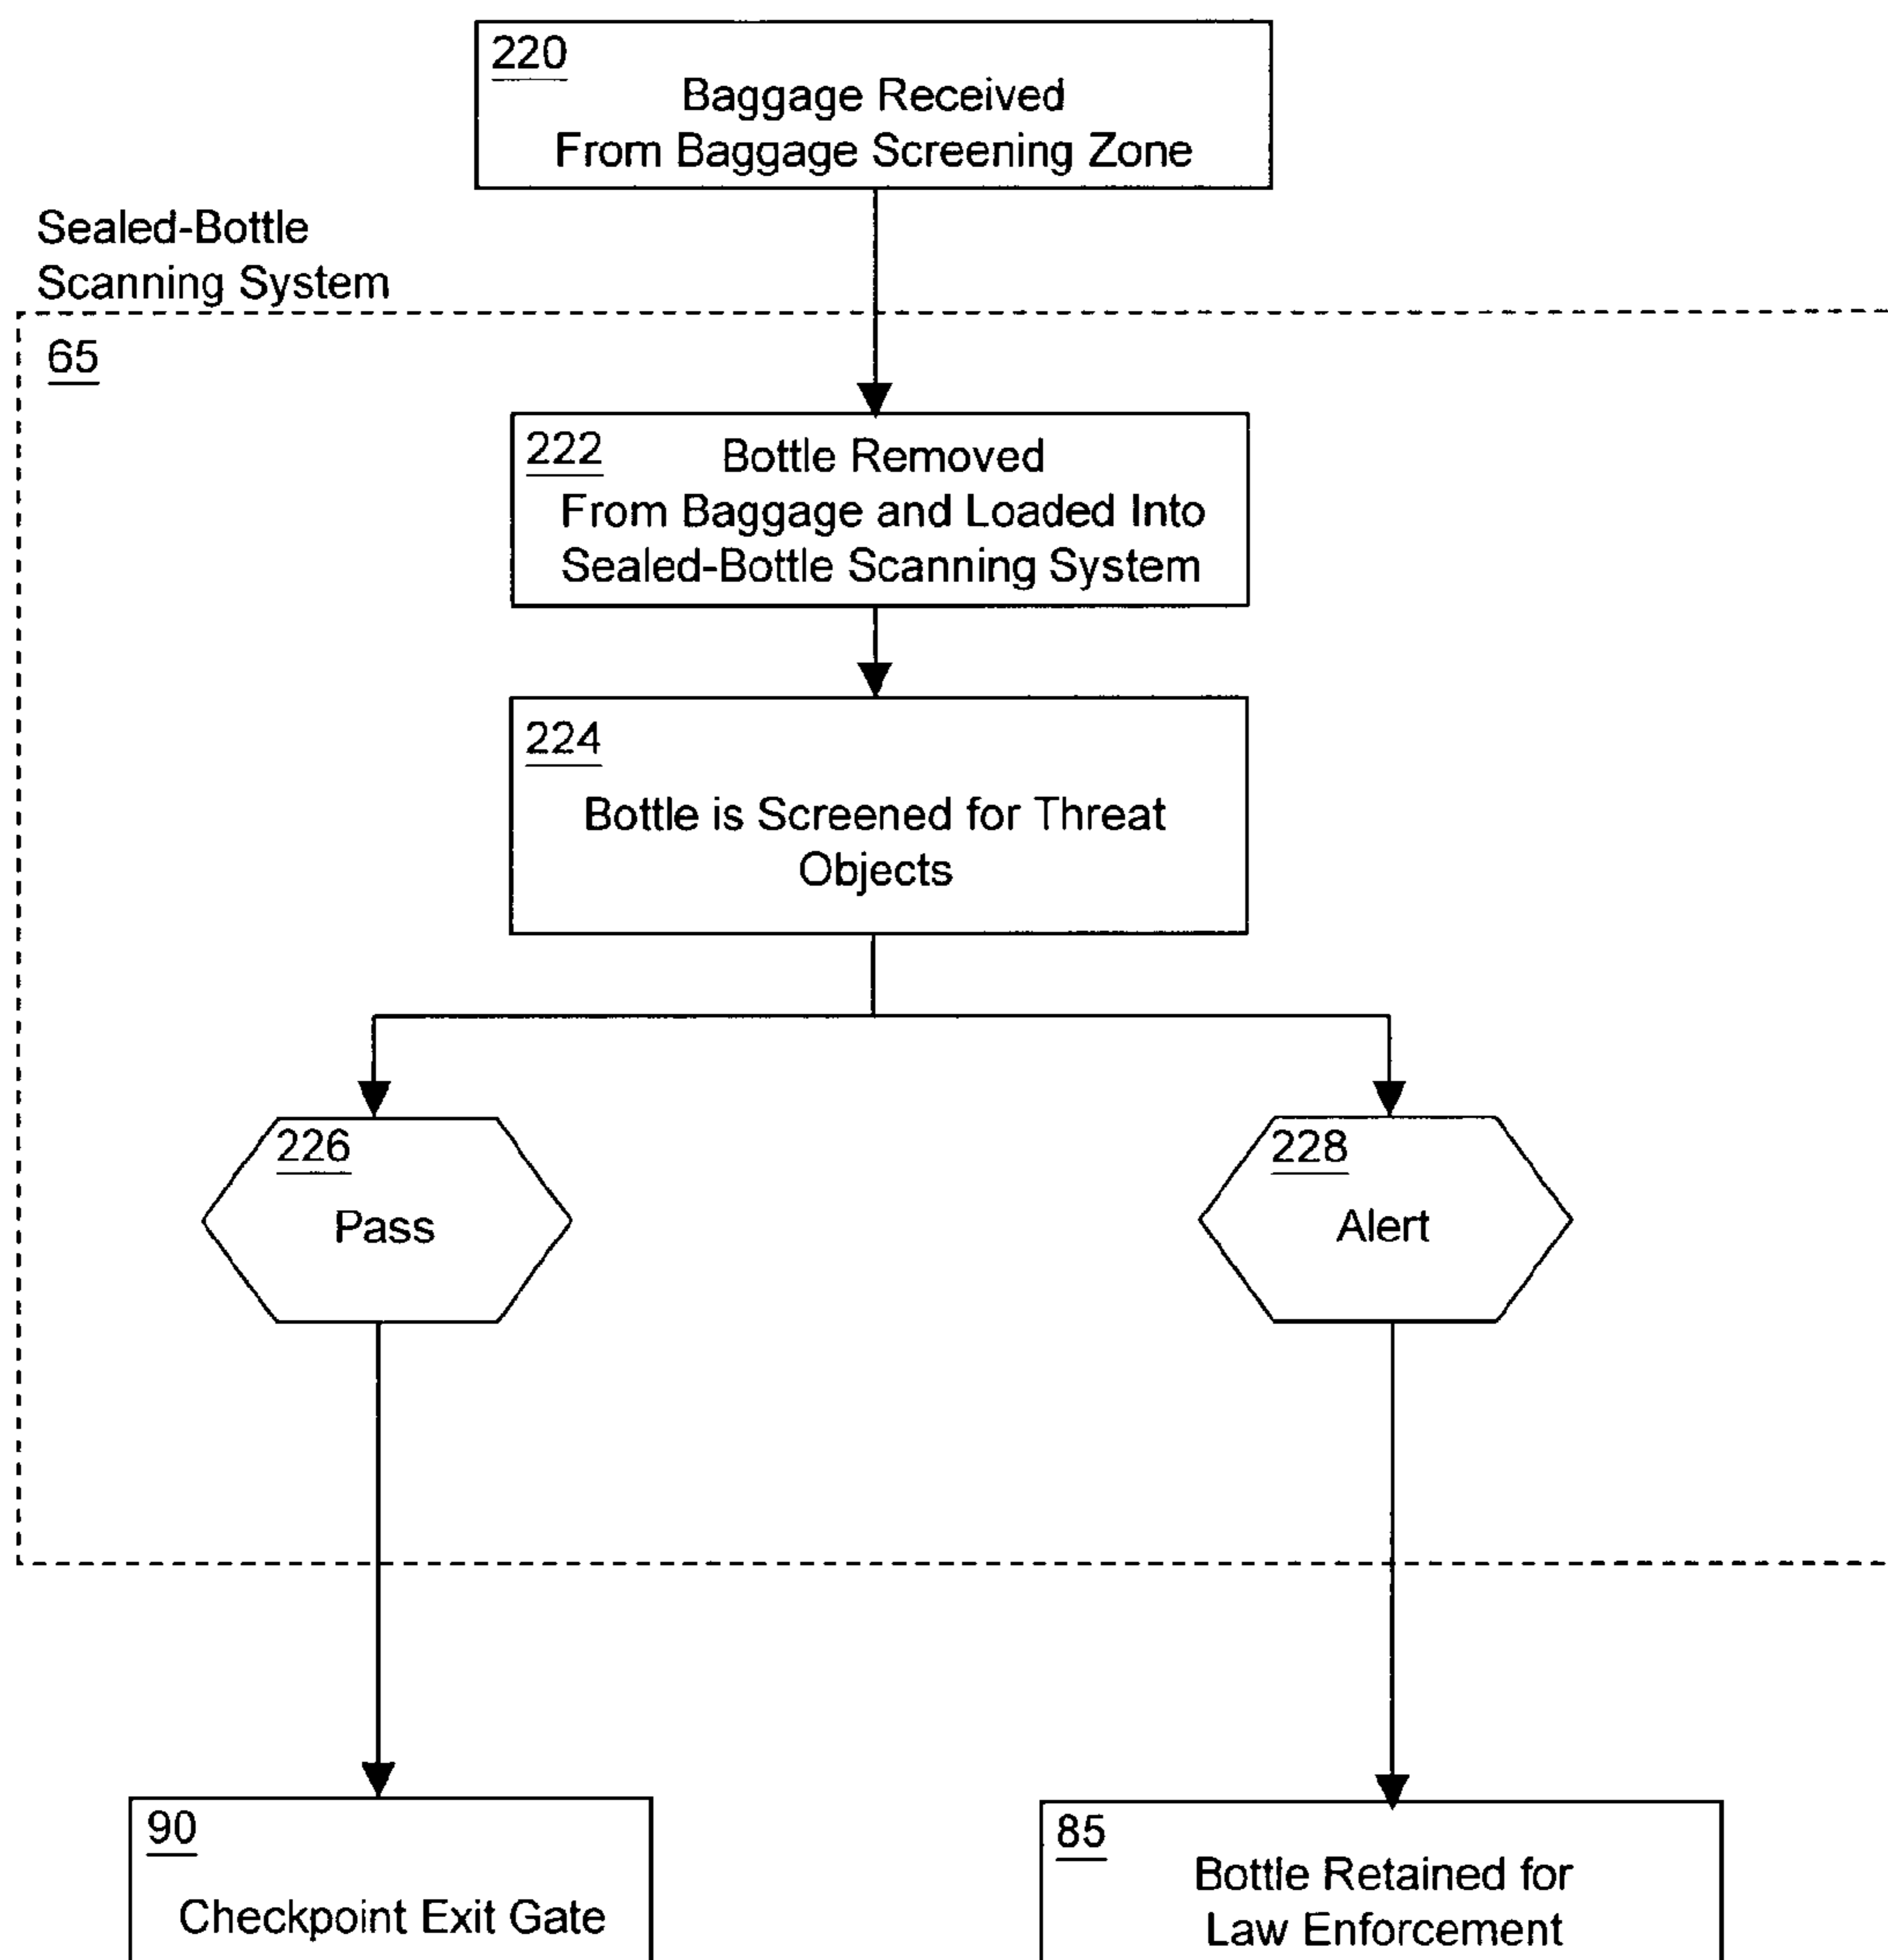 220
Baggage Received
From Baggage Screening Zone
Sealed-Bottle
Scanning System
65
222
Bottle Removed
From Baggage and Loaded Into
Sealed-Bottle Scanning System
224
Bottle is Screened for Threat
Objects
226
Pass
228
Alert
90
Checkpoint Exit Gate
85
Bottle Retained for
Law Enforcement